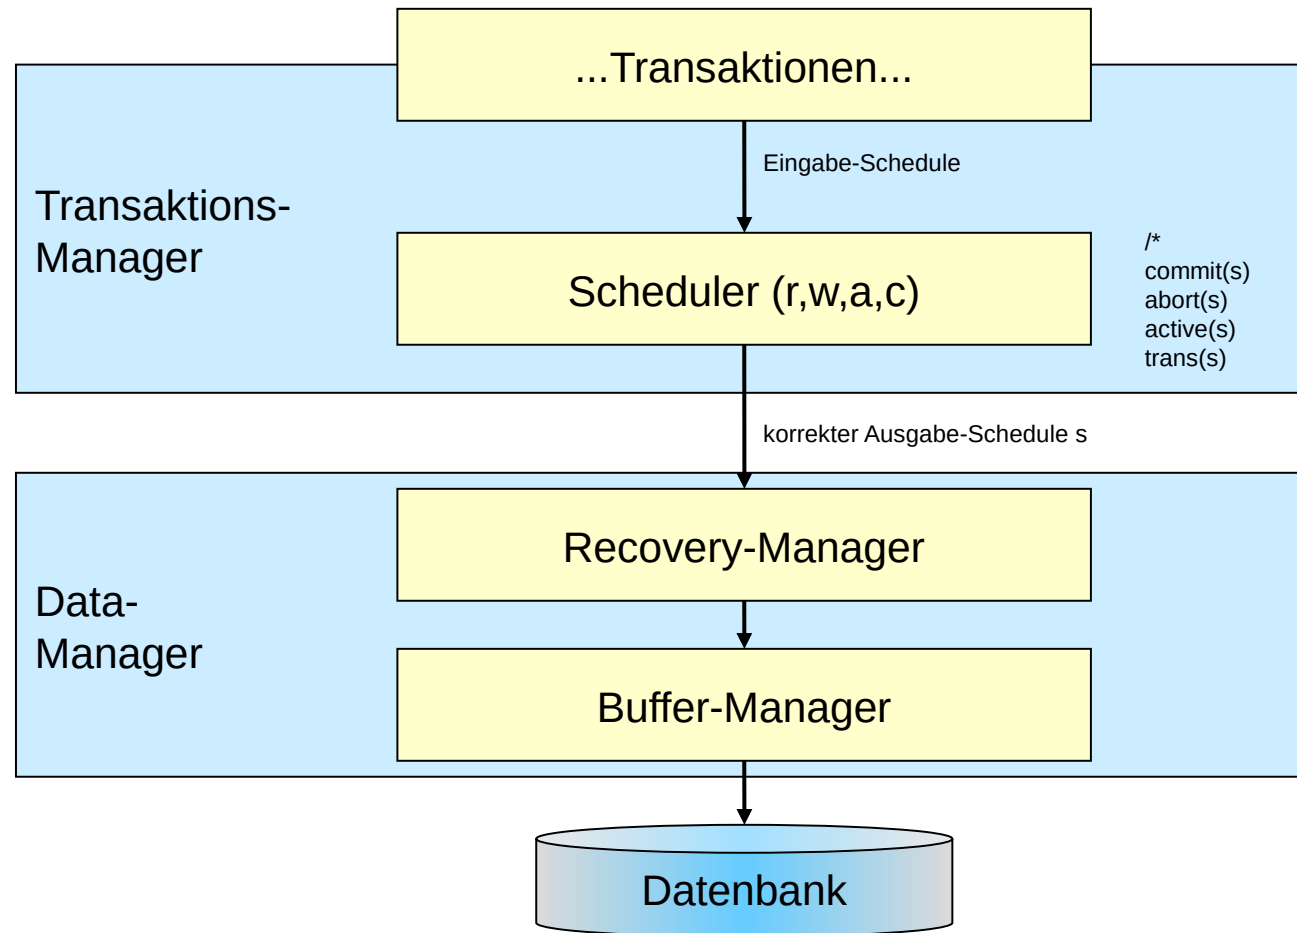 ...Transaktionen...
Eingabe-Schedule
Transaktions-
Manager
Scheduler (r,w,a,c)
/*
commit(s)
abort(s)
active(s)
trans(s)
korrekter Ausgabe-Schedule s
Recovery-Manager
Data-
Manager
Buffer-Manager
Datenbank